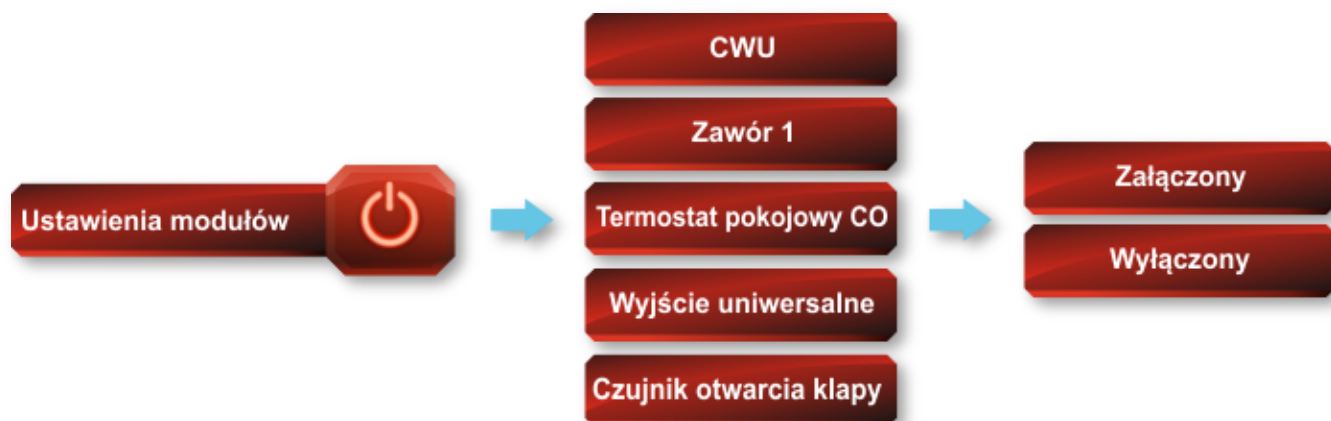 Ustawienia modułów
CWU
Zawór 1
Termostat pokojowy CO
Wyjście uniwersalne
Czujnik otwarcia klapy
Załączony
Wyłączony